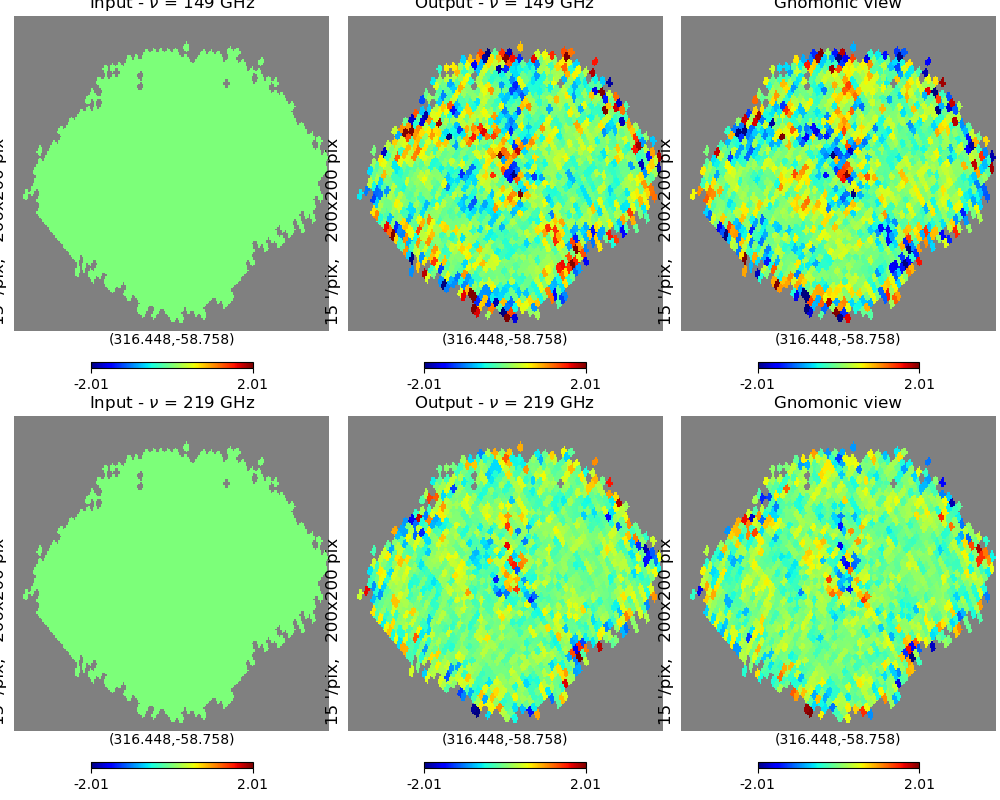 Input - ν = 149 GHz
Output - ν = 149 GHz
Gnomonic view
15 '/pix, 200x200 pix
15 '/pix, 200x200 pix
15 '/pix, 200x200 pix
(316.448,-58.758)
(316.448,-58.758)
(316.448,-58.758)
-2.01 2.01
-2.01 2.01
-2.01 2.01
Input - ν = 219 GHz
Output - ν = 219 GHz
Gnomonic view
15 '/pix, 200x200 pix
15 '/pix, 200x200 pix
15 '/pix, 200x200 pix
(316.448,-58.758)
(316.448,-58.758)
(316.448,-58.758)
-2.01 2.01
-2.01 2.01
-2.01 2.01